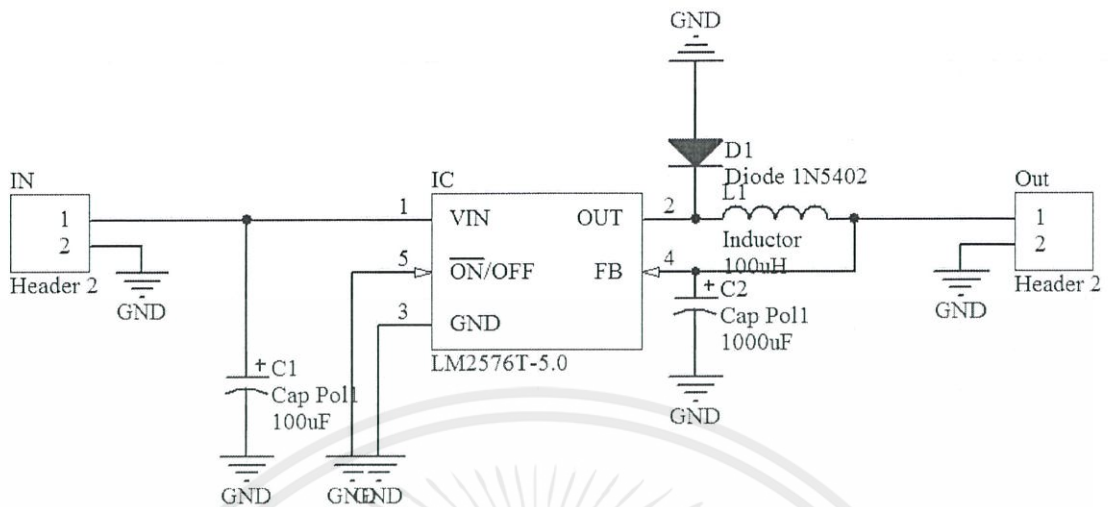 GND
D1
Diode 1N5402
L1
IN
1
2
Header 2
GND
IC
1
VIN
OUT
2
5
ON/OFF
FB
4
3
GND
LM2576T-5.0
Inductor
100uH
+ C2
Cap Pol1
1000uF
GND
Out
1
2
Header 2
GND
+ C1
Cap Pol1
100uF
GND
GND
GND